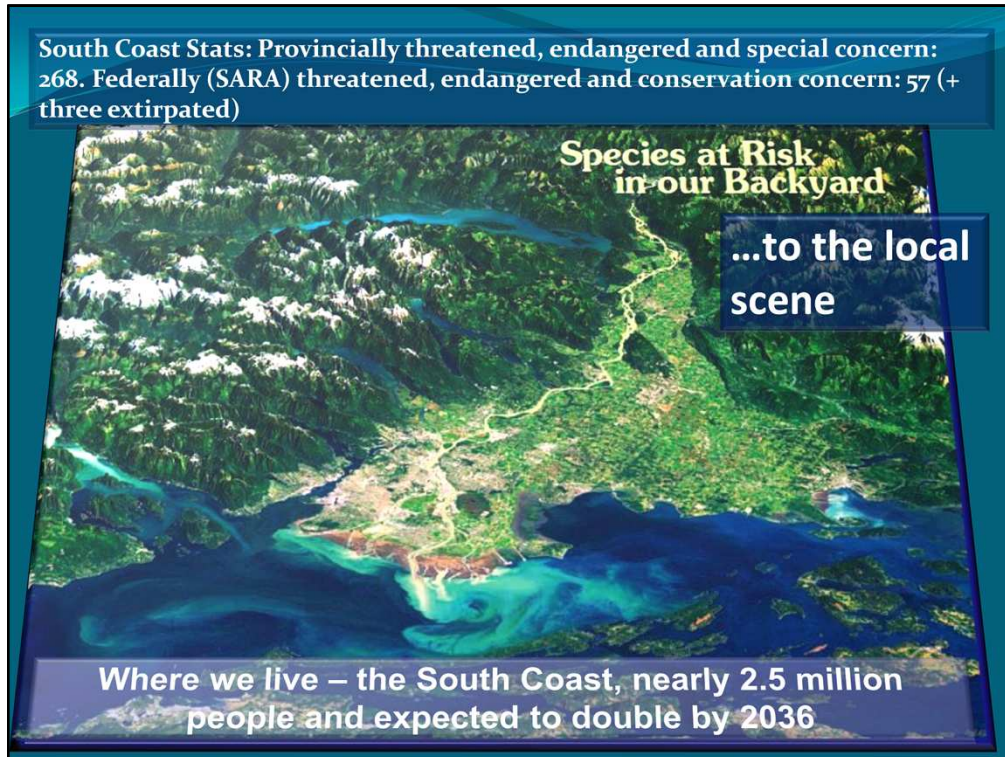 South Coast Stats: Provincially threatened, endangered and special concern:
268. Federally (SARA) threatened, endangered and conservation concern: 57 (+
three extirpated)
Species at Risk
in our Backyard
...to the local
scene
Where we live – the South Coast, nearly 2.5 million
people and expected to double by 2036